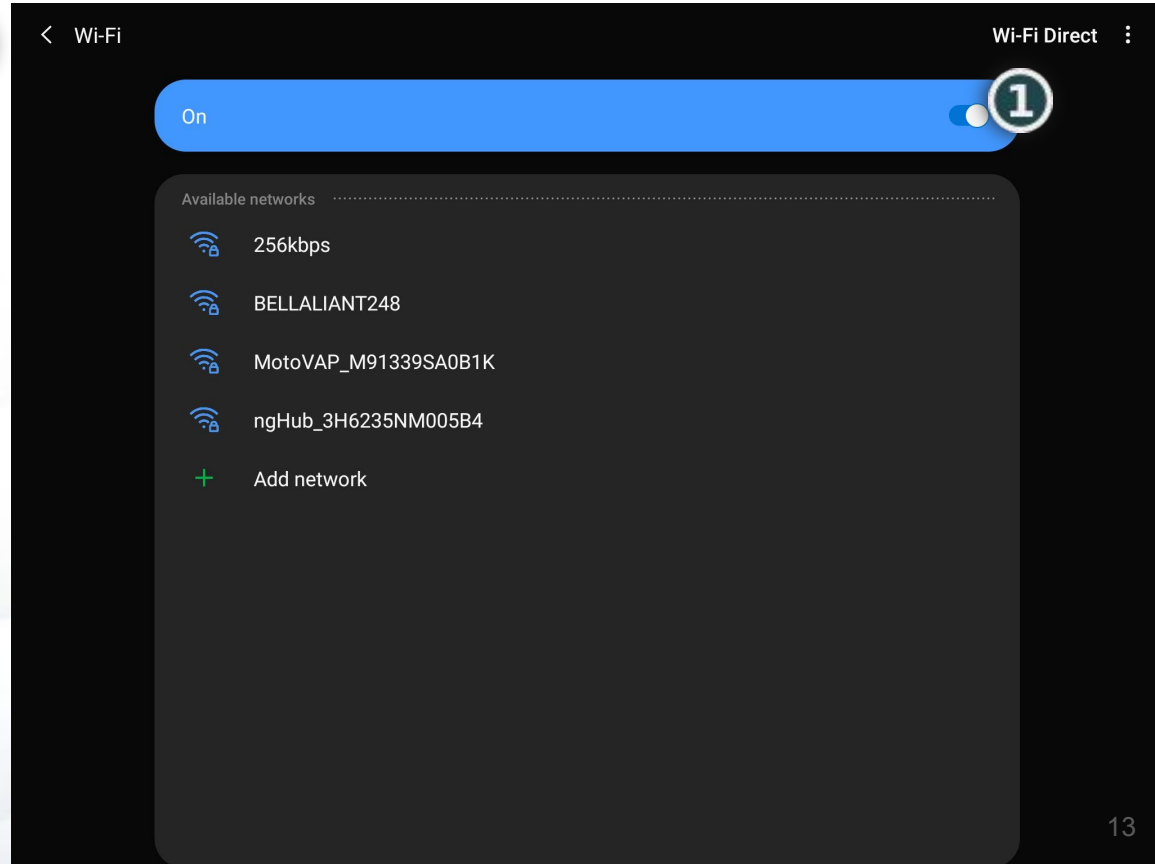 Wi-Fi
Wi-Fi Direct
1
On
Available networks
256kbps
BELLALIANT248
MotoVAP_M91339SA0B1K
ngHub_3H6235NM005B4
Add network
13